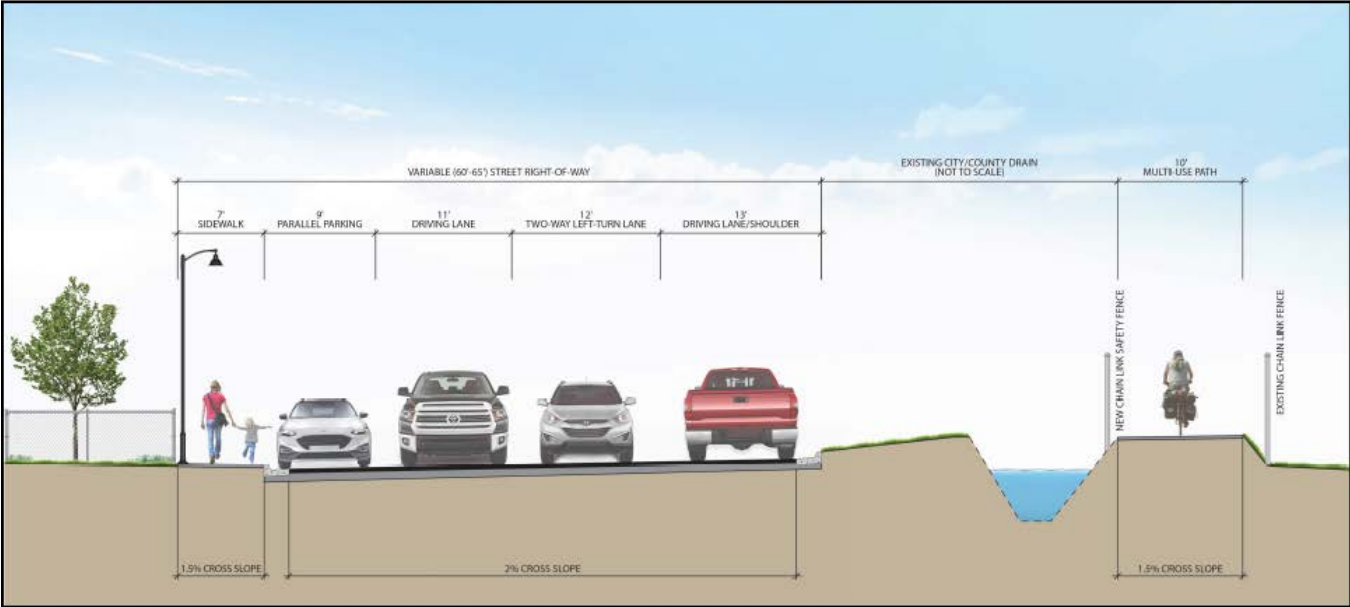 VARIABLE (60'-65') STREET RIGHT-OF-WAY
EXISTING CITY/COUNTY DRAIN
(NOT TO SCALE)
10'
MULTI-USE PATH
7'
SIDEWALK
9'
PARALLEL PARKING
11'
DRIVING LANE
12'
TWO-WAY LEFT-TURN LANE
13'
DRIVING LANE/SHOULDER
NEW CHAIN LINK SAFETY FENCE
EXISTING CHAIN LINK FENCE
1.5% CROSS SLOPE
2% CROSS SLOPE
1.5% CROSS SLOPE